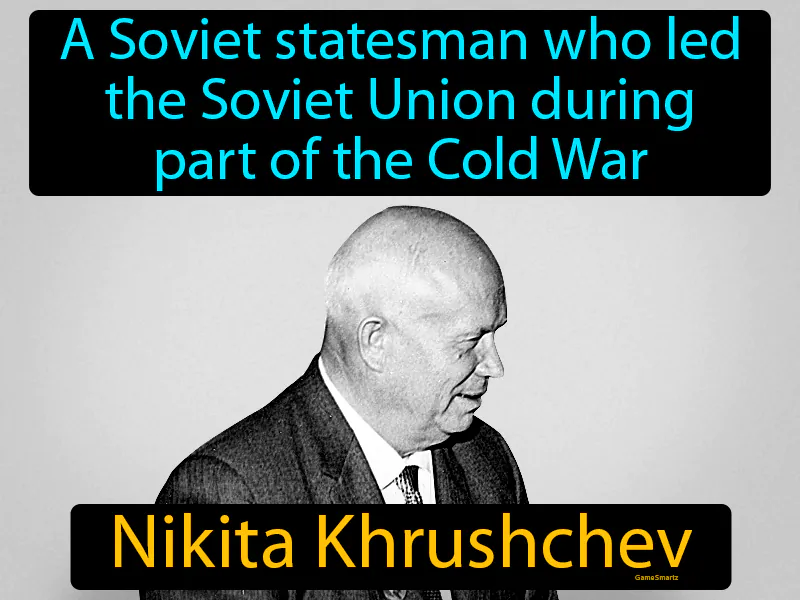 A Soviet statesman who led
the Soviet Union during
part of the Cold War
Nikita Khrushchev
GameSmartz